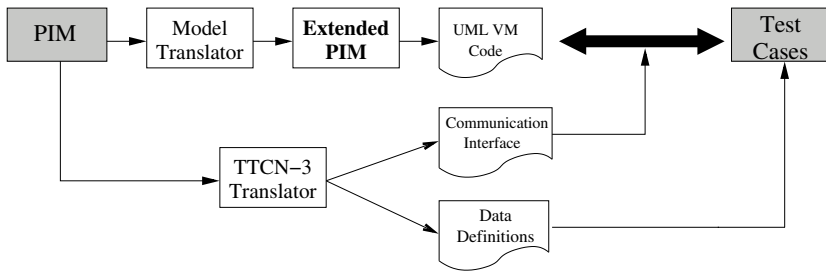 PIM
Model
Translator
Extended
PIM
UML VM
Code
Test
Cases
Communication
Interface
TTCN−3
Translator
Data
Definitions